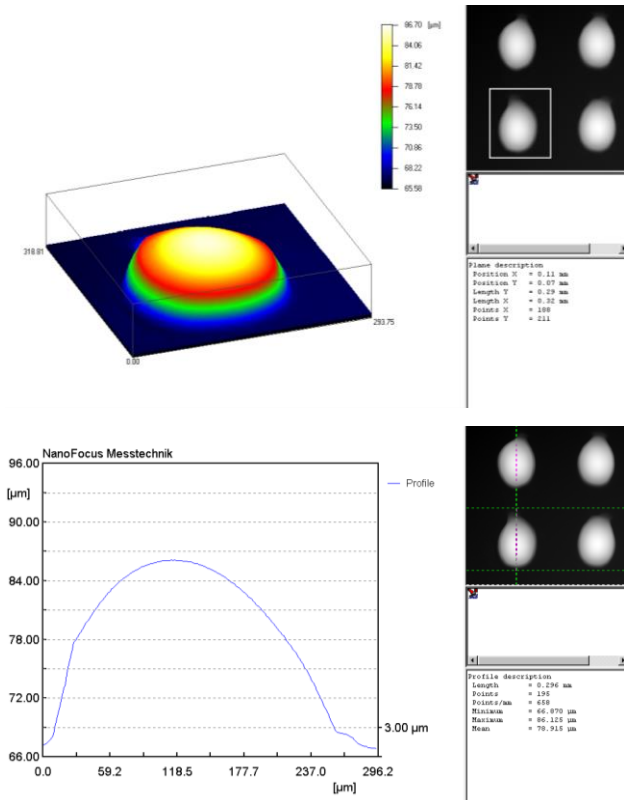 86.70 [µm]
84.06
81.42
78.78
76.14
73.50
70.86
68.22
65.58
318.81
293.75
0.00
Plane description
Position X = 0.11 mm
Position Y = 0.07 mm
Length Y = 0.29 mm
Length X = 0.32 mm
Points X = 188
Points Y = 211
NanoFocus Messtechnik
96.00
[µm]
90.00
84.00
78.00
72.00
66.00
Profile
3.00 µm
0.0 59.2 118.5 177.7 237.0 296.2
[µm]
Profile description
Length = 0.296 mm
Points = 195
Points/mm = 658
Minimum = 66.870 µm
Maximum = 86.125 µm
Mean = 78.915 µm